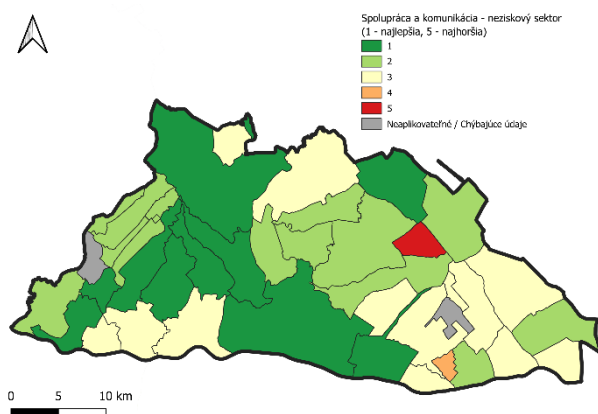 Spolupráca a komunikácia - neziskový sektor
(1 - najlepšia, 5 - najhoršia)
1
2
3
4
5
Neaplikovateľné / Chýbajúce údaje
0 5 10 km